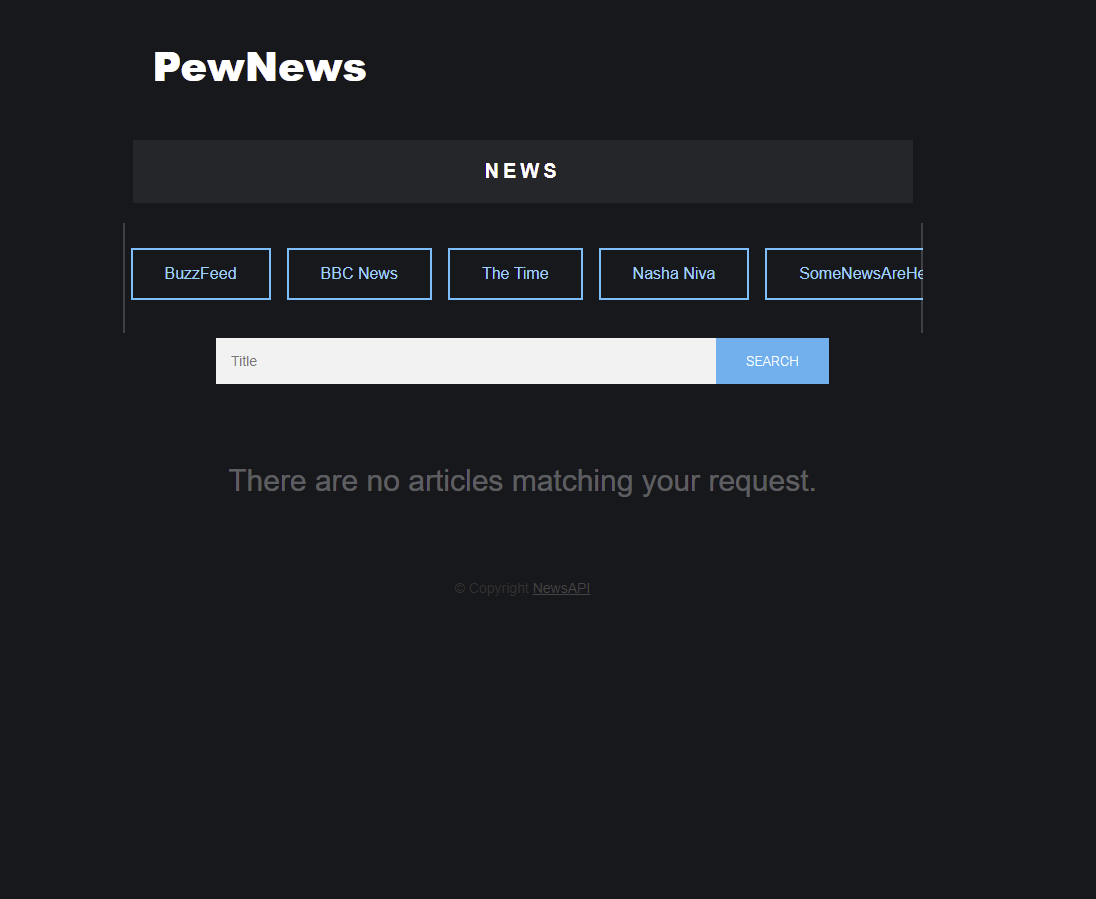 PewNews
NEWS
BuzzFeed BBC News The Time Nasha Niva SomeNewsAreHe
Title SEARCH
There are no articles matching your request.
© Copyright NewsAPI